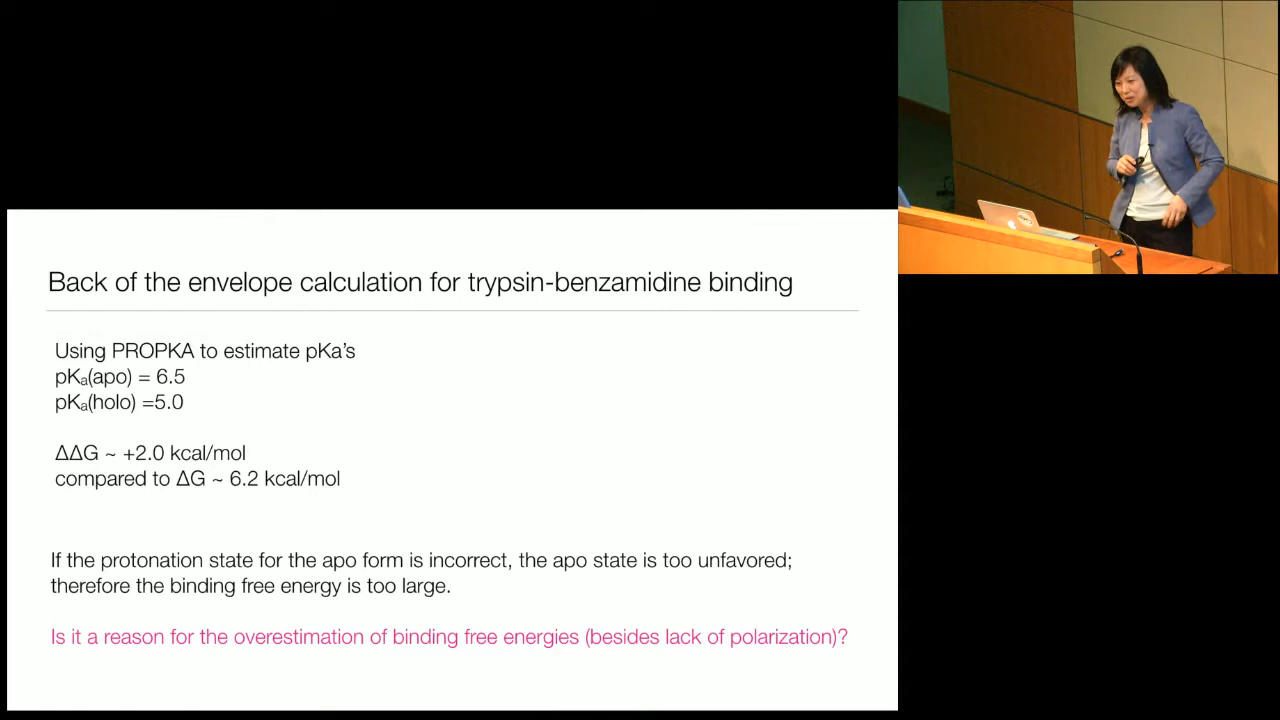 Back of the envelope calculation for trypsin-benzamidine binding
Using PROPKA to estimate pKa's
pKₐ(apo) = 6.5
pKₐ(holo) =5.0
ΔΔG ~ +2.0 kcal/mol
compared to ΔG ~ 6.2 kcal/mol
If the protonation state for the apo form is incorrect, the apo state is too unfavored;
therefore the binding free energy is too large.
Is it a reason for the overestimation of binding free energies (besides lack of polarization)?